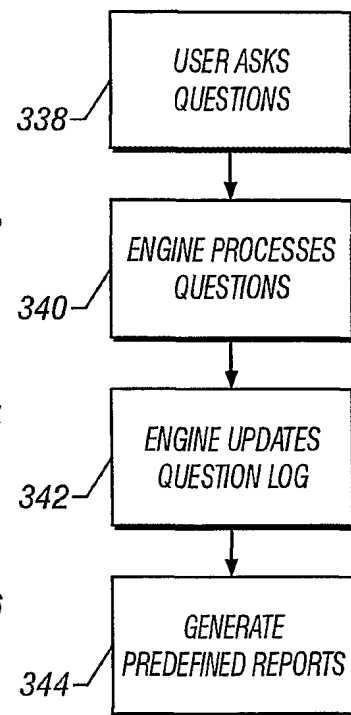 USER ASKS
QUESTIONS
338
ENGINE PROCESSES
QUESTIONS
340
ENGINE UPDATES
QUESTION LOG
342
GENERATE
PREDEFINED REPORTS
344